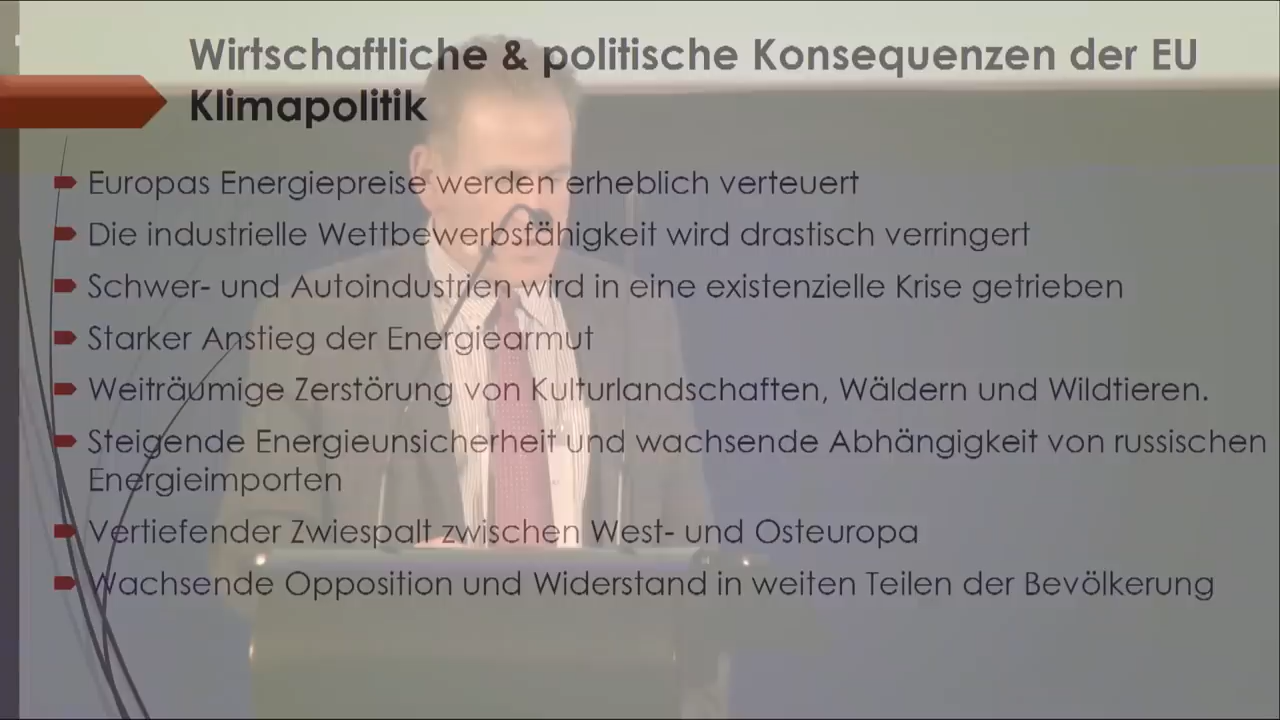 Wirtschaftliche & politische Konsequenzen der EU
Klimapolitik
Europas Energiepreise werden erheblich verteuert
Die industrielle Wettbewerbsfähigkeit wird drastisch verringert
Schwer- und Autoindustrien wird in eine existenzielle Krise getrieben
Starker Anstieg der Energiearmut
Weiträumige Zerstörung von Kulturlandschaften, Wäldern und Wildtieren.
Steigende Energieunsicherheit und wachsende Abhängigkeit von russischen
Energieimporten
Vertiefender Zwiespalt zwischen West- und Osteuropa
Wachsende Opposition und Widerstand in weiten Teilen der Bevölkerung